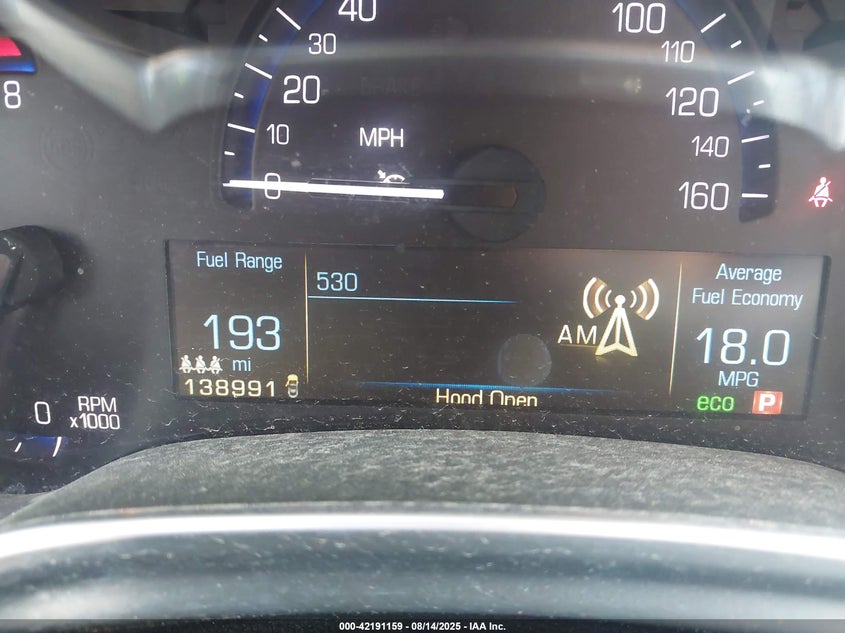 40
30
20
10
0
MPH
100
110
120
140
160
8
Fuel Range
193
mi
138991
530
AM
Hood Open
Average
Fuel Economy
18.0
MPG
eco P
0 RPM
x1000
000-42191159 - 08/14/2025 - IAA Inc.